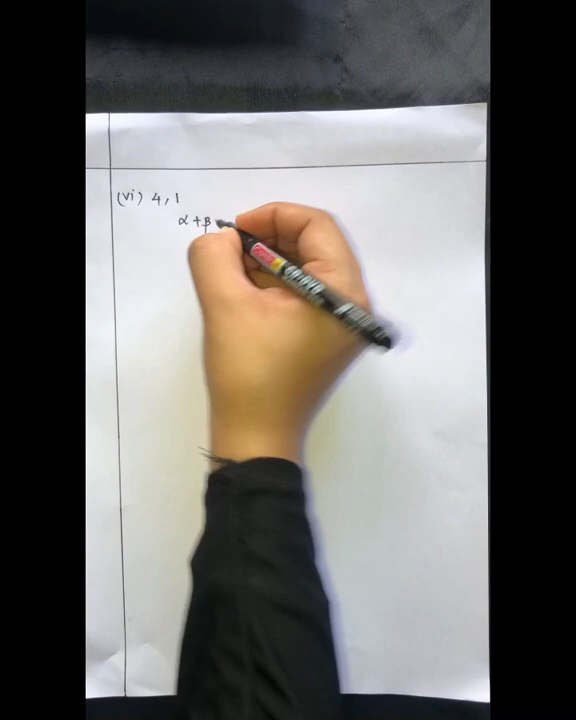 (vi) 4, 1
α + β